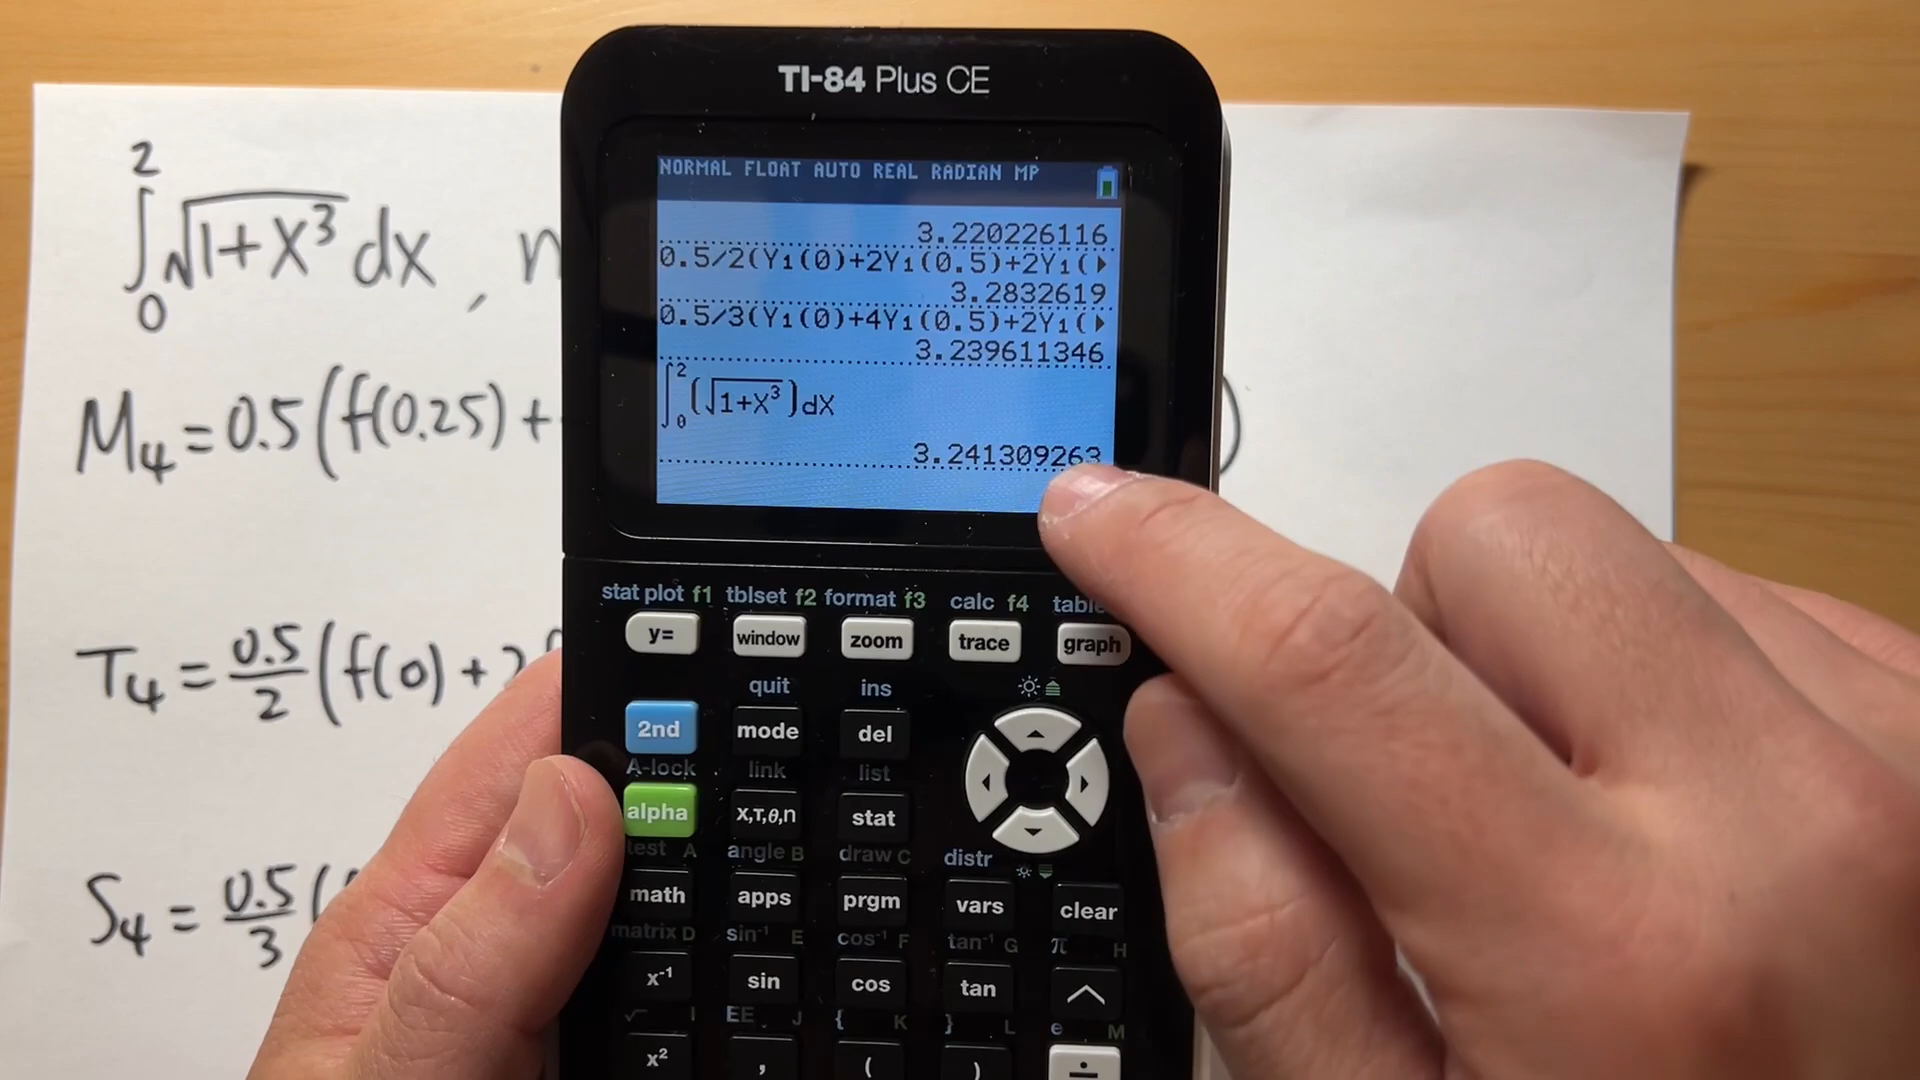 TI-84 Plus CE
NORMAL FLOAT AUTO REAL RADIAN MP
3.220226116
0.5/2(Y₁(0)+2Y₁(0.5)+2Y₁(
3.2832619
0.5/3(Y₁(0)+4Y₁(0.5)+2Y₁(
3.239611346
∫₀²(√1+X³)dX
3.241309263
∫₀²√1+X³ dx, n
M₄ = 0.5(f(0.25)+ )
T₄ = 0.5/2 (f(0)+2
S₄ = 0.5/3 (
stat plot f1 tblset f2 format f3 calc f4 table
y= window zoom trace graph
quit ins
2nd mode del
A-lock link list
alpha X,T,θ,n stat
test A angle B draw C distr
math apps prgm vars clear
matrix D sin⁻¹ E cos⁻¹ F tan⁻¹ G π H
x⁻¹ sin cos tan ^
√ I EE J { K } L e M
x² , ( ) ÷